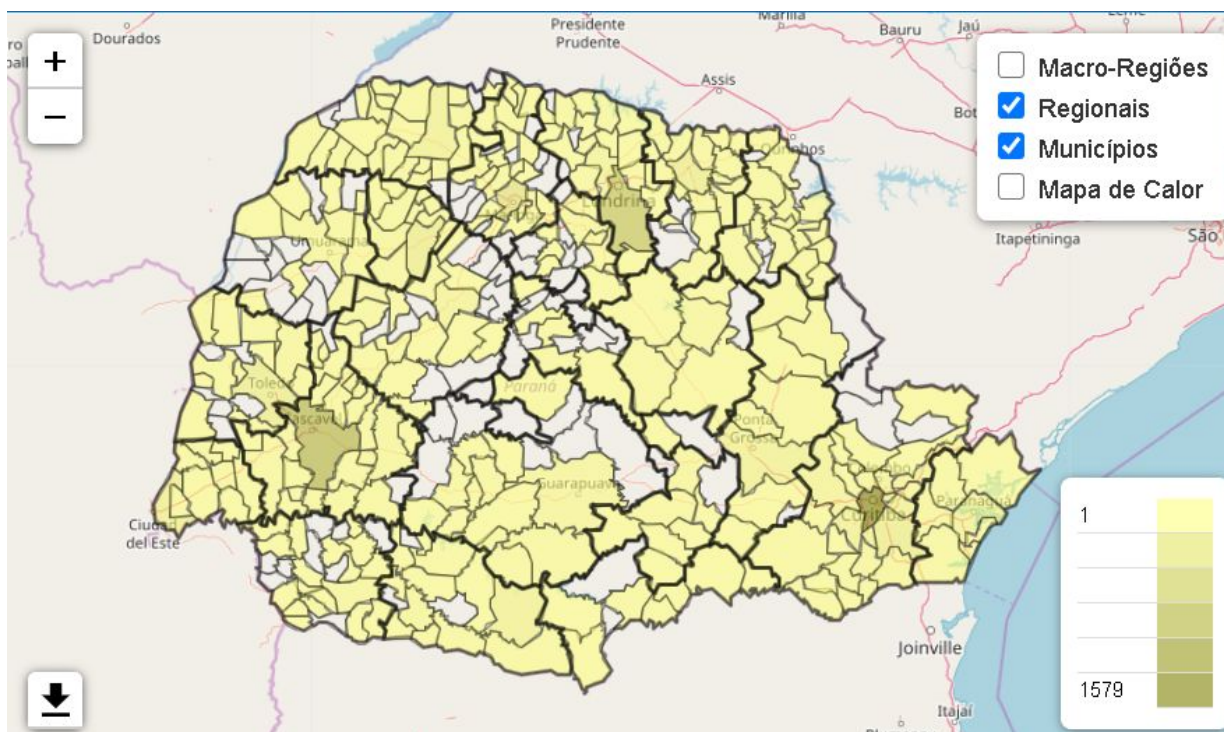 Dourados
Presidente
Prudente
Marília
Bauru
Jaú
Assis
+
−
Macro-Regiões
Regionais
Municípios
Mapa de Calor
Ourinhos
Itapetininga
São
Londrina
Umuarama
Paraná
Toledo
Cascavel
Ponta
Grossa
Guarapuava
Colombo
Curitiba
Paranaguá
Ciudad
del Este
1
1579
Joinville
Itajaí